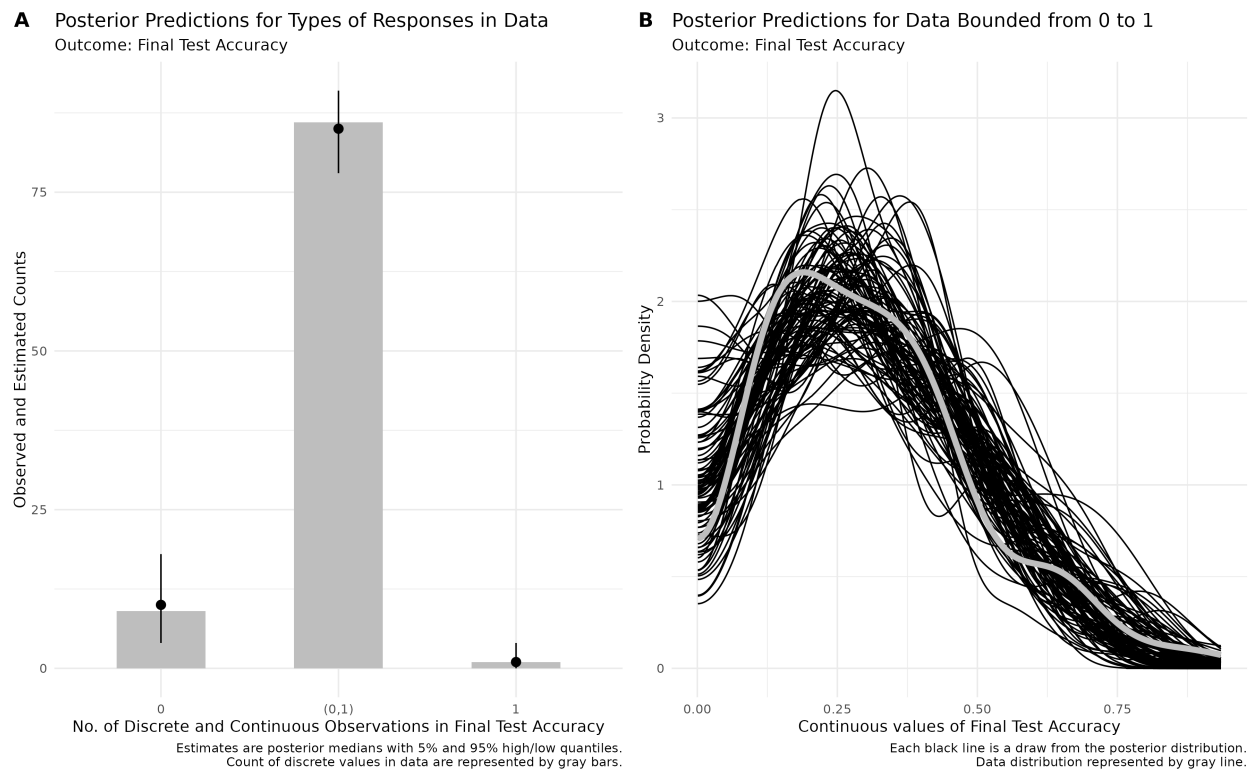 A Posterior Predictions for Types of Responses in Data
Outcome: Final Test Accuracy
Observed and Estimated Counts
75
50
25
0
0 (0,1) 1
No. of Discrete and Continuous Observations in Final Test Accuracy
Estimates are posterior medians with 5% and 95% high/low quantiles.
Count of discrete values in data are represented by gray bars.
B Posterior Predictions for Data Bounded from 0 to 1
Outcome: Final Test Accuracy
Probability Density
3
2
1
0
0.00 0.25 0.50 0.75
Continuous values of Final Test Accuracy
Each black line is a draw from the posterior distribution.
Data distribution represented by gray line.